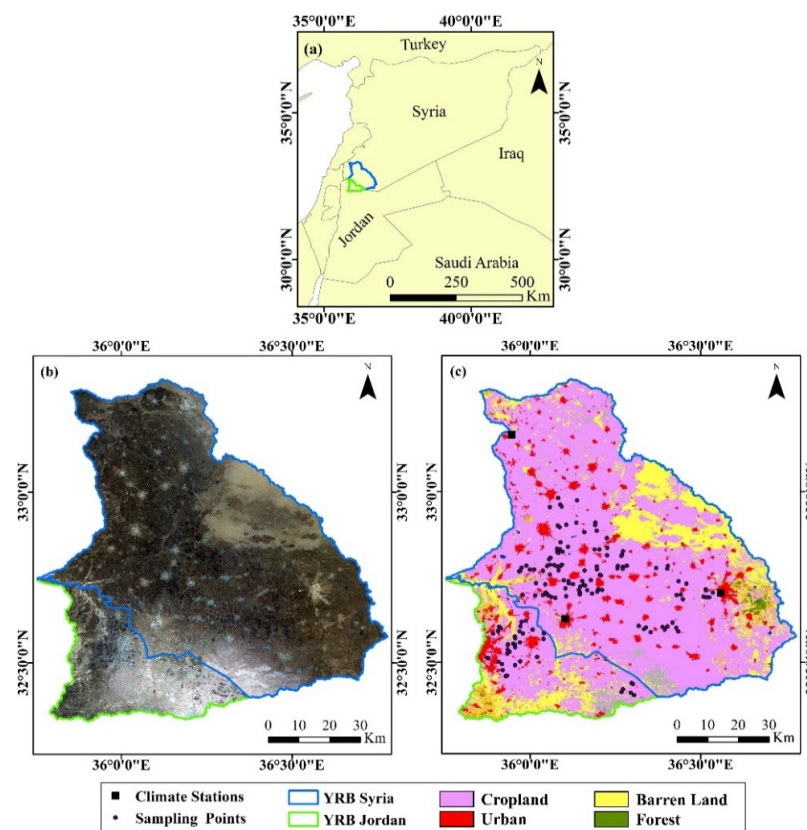 35°0'0"E 40°0'0"E
(a)
Turkey
N
Syria
35°0'0"N
35°0'0"N
Iraq
Jordan
Saudi Arabia
30°0'0"N
30°0'0"N
0 250 500
Km
35°0'0"E 40°0'0"E
36°0'0"E 36°30'0"E
(b)
N
33°0'0"N
32°30'0"N
0 10 20 30
Km
36°0'0"E 36°30'0"E
36°0'0"E 36°30'0"E
(c)
N
33°0'0"N
32°30'0"N
0 10 20 30
Km
36°0'0"E 36°30'0"E
Climate Stations YRB Syria Cropland Barren Land
Sampling Points YRB Jordan Urban Forest